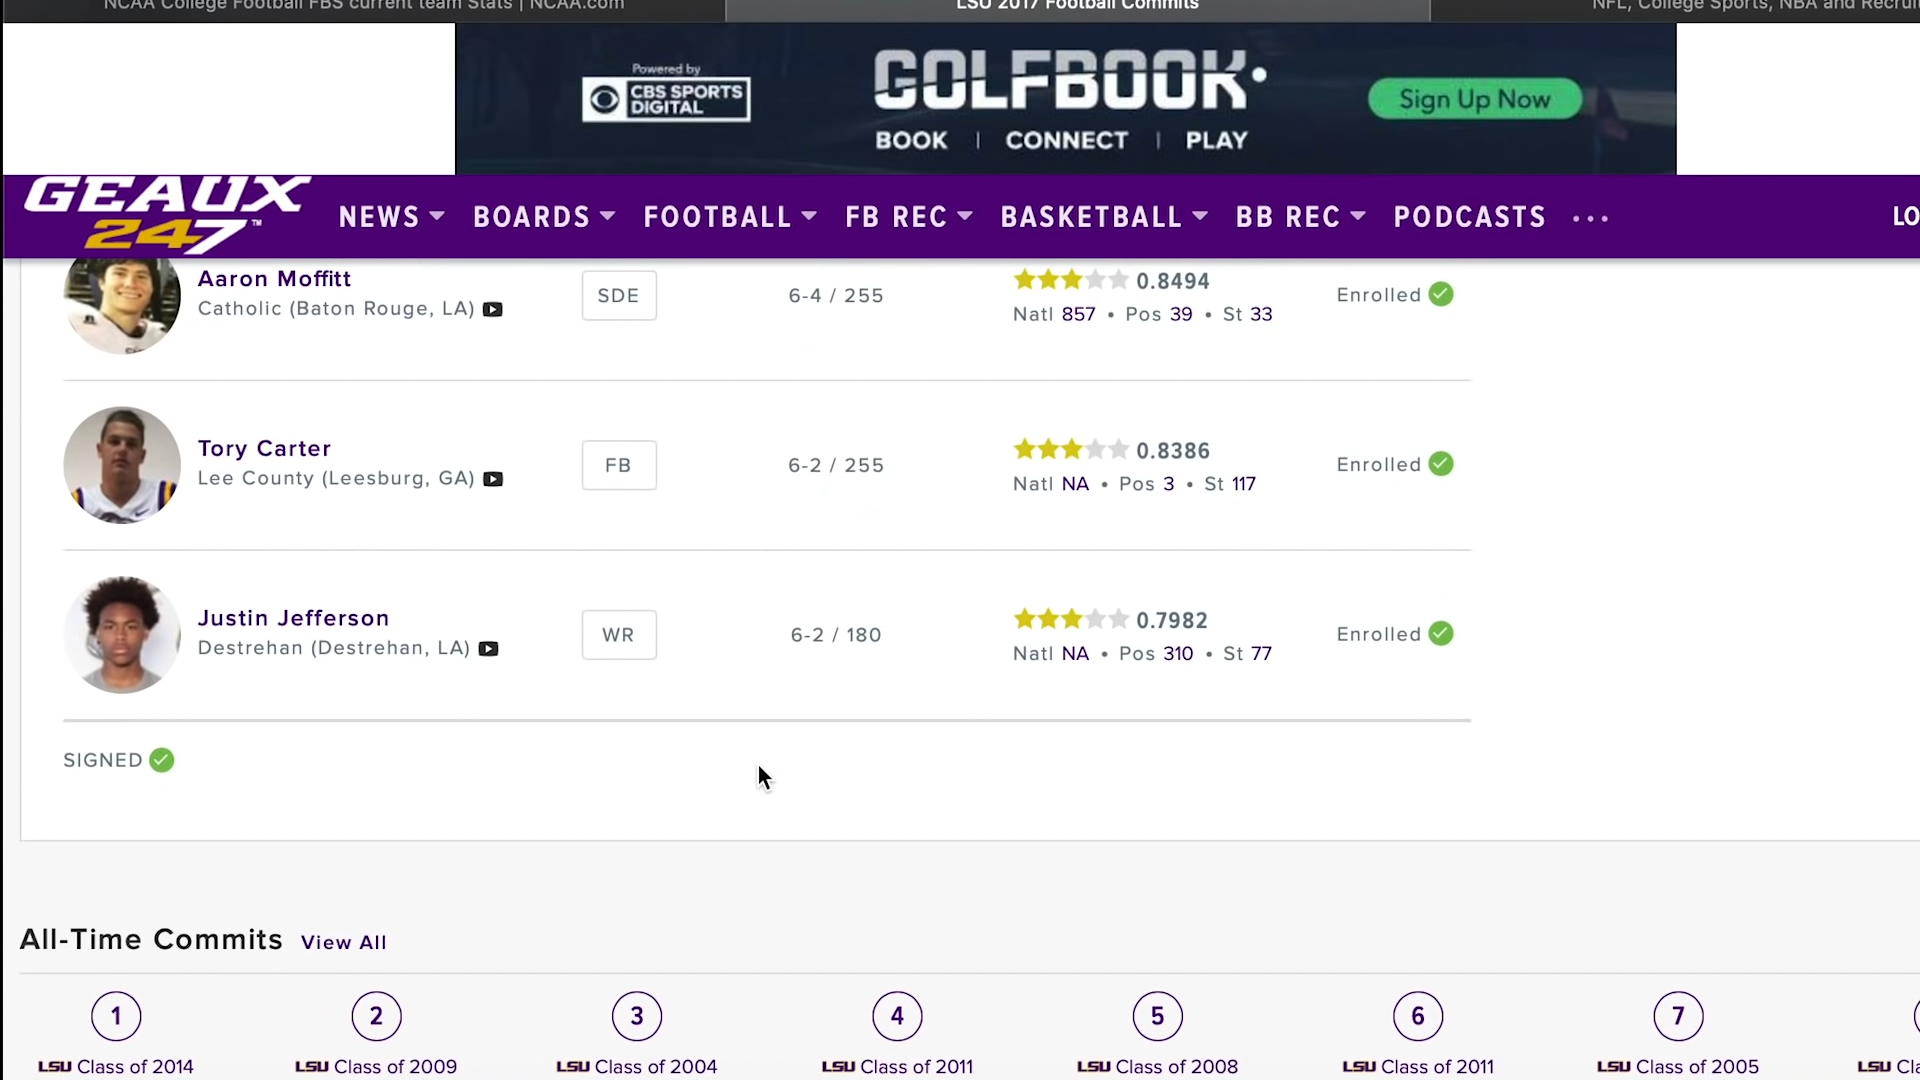 NCAA College Football FBS current team Stats | NCAA.com
LSU 2017 Football Commits
NFL, College Sports, NBA and Recrui
Powered by
CBS SPORTS
DIGITAL
GOLFBOOK
BOOK | CONNECT | PLAY
Sign Up Now
GEAUX
247™
NEWS BOARDS FOOTBALL FB REC BASKETBALL BB REC PODCASTS ••• LO
Aaron Moffitt
Catholic (Baton Rouge, LA)
SDE
6-4 / 255
0.8494
Natl 857 • Pos 39 • St 33
Enrolled
Tory Carter
Lee County (Leesburg, GA)
FB
6-2 / 255
0.8386
Natl NA • Pos 3 • St 117
Enrolled
Justin Jefferson
Destrehan (Destrehan, LA)
WR
6-2 / 180
0.7982
Natl NA • Pos 310 • St 77
Enrolled
SIGNED
All-Time Commits View All
1 2 3 4 5 6 7
LSU Class of 2014
LSU Class of 2009
LSU Class of 2004
LSU Class of 2011
LSU Class of 2008
LSU Class of 2011
LSU Class of 2005
LSU Cla